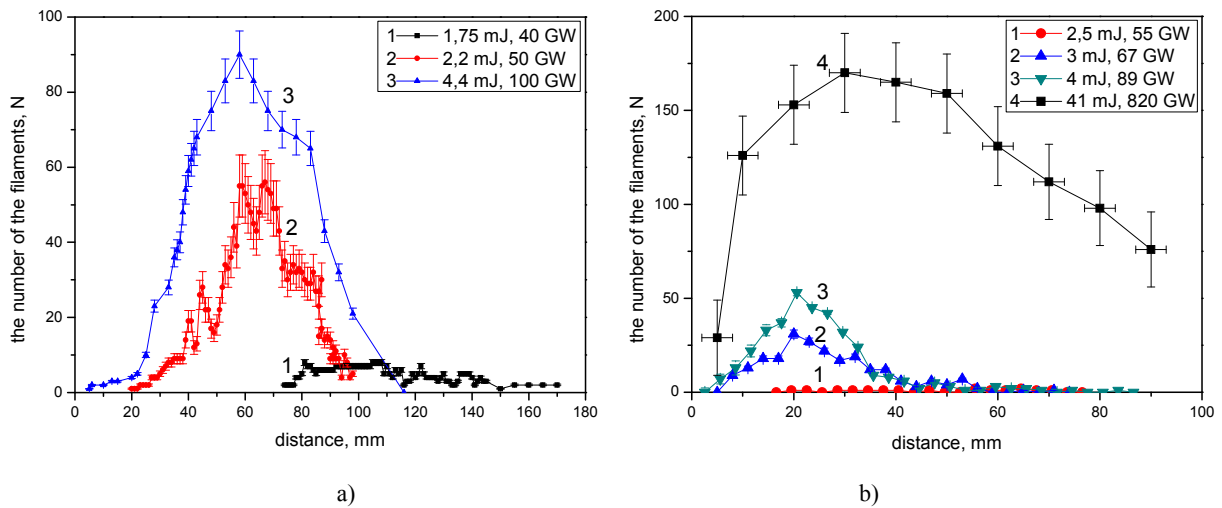 100
80
60
40
20
0
the number of the filaments, N
0 20 40 60 80 100 120 140 160 180
distance, mm
1 1,75 mJ, 40 GW
2 2,2 mJ, 50 GW
3 4,4 mJ, 100 GW
3
2
1
a)
200
150
100
50
0
the number of the filaments, N
0 20 40 60 80 100
distance, mm
1 2,5 mJ, 55 GW
2 3 mJ, 67 GW
3 4 mJ, 89 GW
4 41 mJ, 820 GW
4
3
2
1
b)